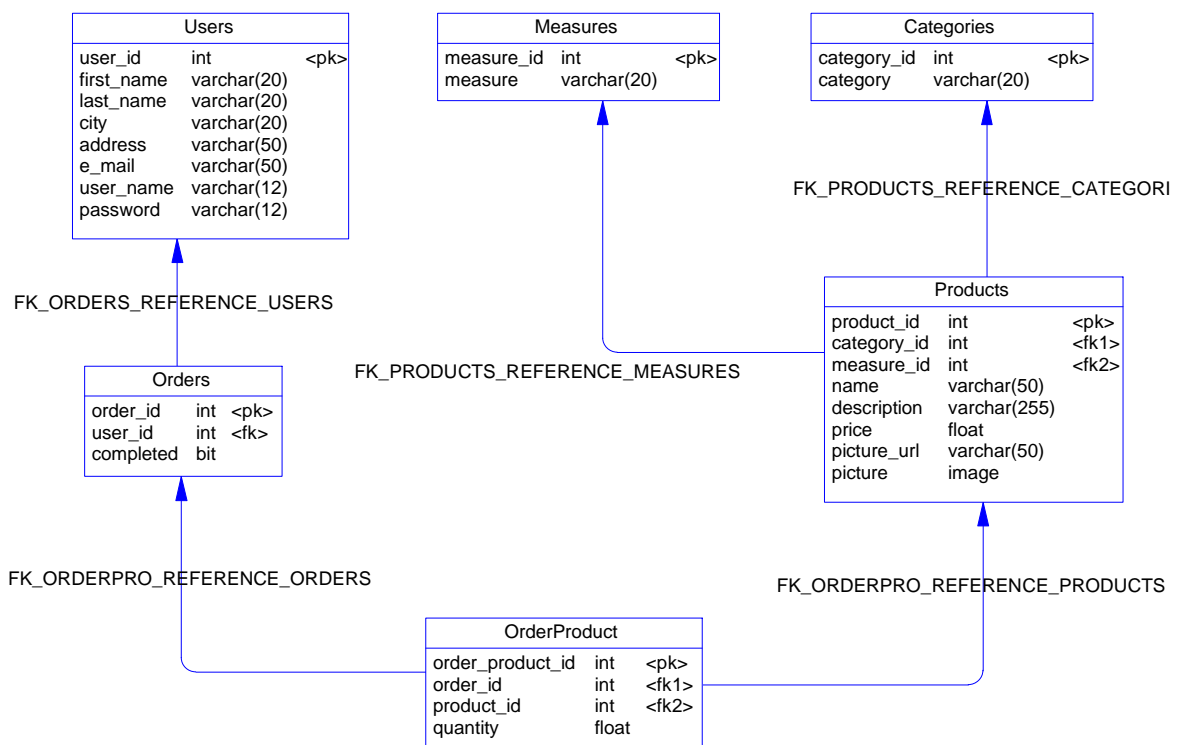 Users
user_id int <pk>
first_name varchar(20)
last_name varchar(20)
city varchar(20)
address varchar(50)
e_mail varchar(50)
user_name varchar(12)
password varchar(12)
Measures
measure_id int <pk>
measure varchar(20)
Categories
category_id int <pk>
category varchar(20)
FK_PRODUCTS_REFERENCE_CATEGORI
FK_ORDERS_REFERENCE_USERS
FK_PRODUCTS_REFERENCE_MEASURES
Products
product_id int <pk>
category_id int <fk1>
measure_id int <fk2>
name varchar(50)
description varchar(255)
price float
picture_url varchar(50)
picture image
Orders
order_id int <pk>
user_id int <fk>
completed bit
FK_ORDERPRO_REFERENCE_ORDERS
FK_ORDERPRO_REFERENCE_PRODUCTS
OrderProduct
order_product_id int <pk>
order_id int <fk1>
product_id int <fk2>
quantity float